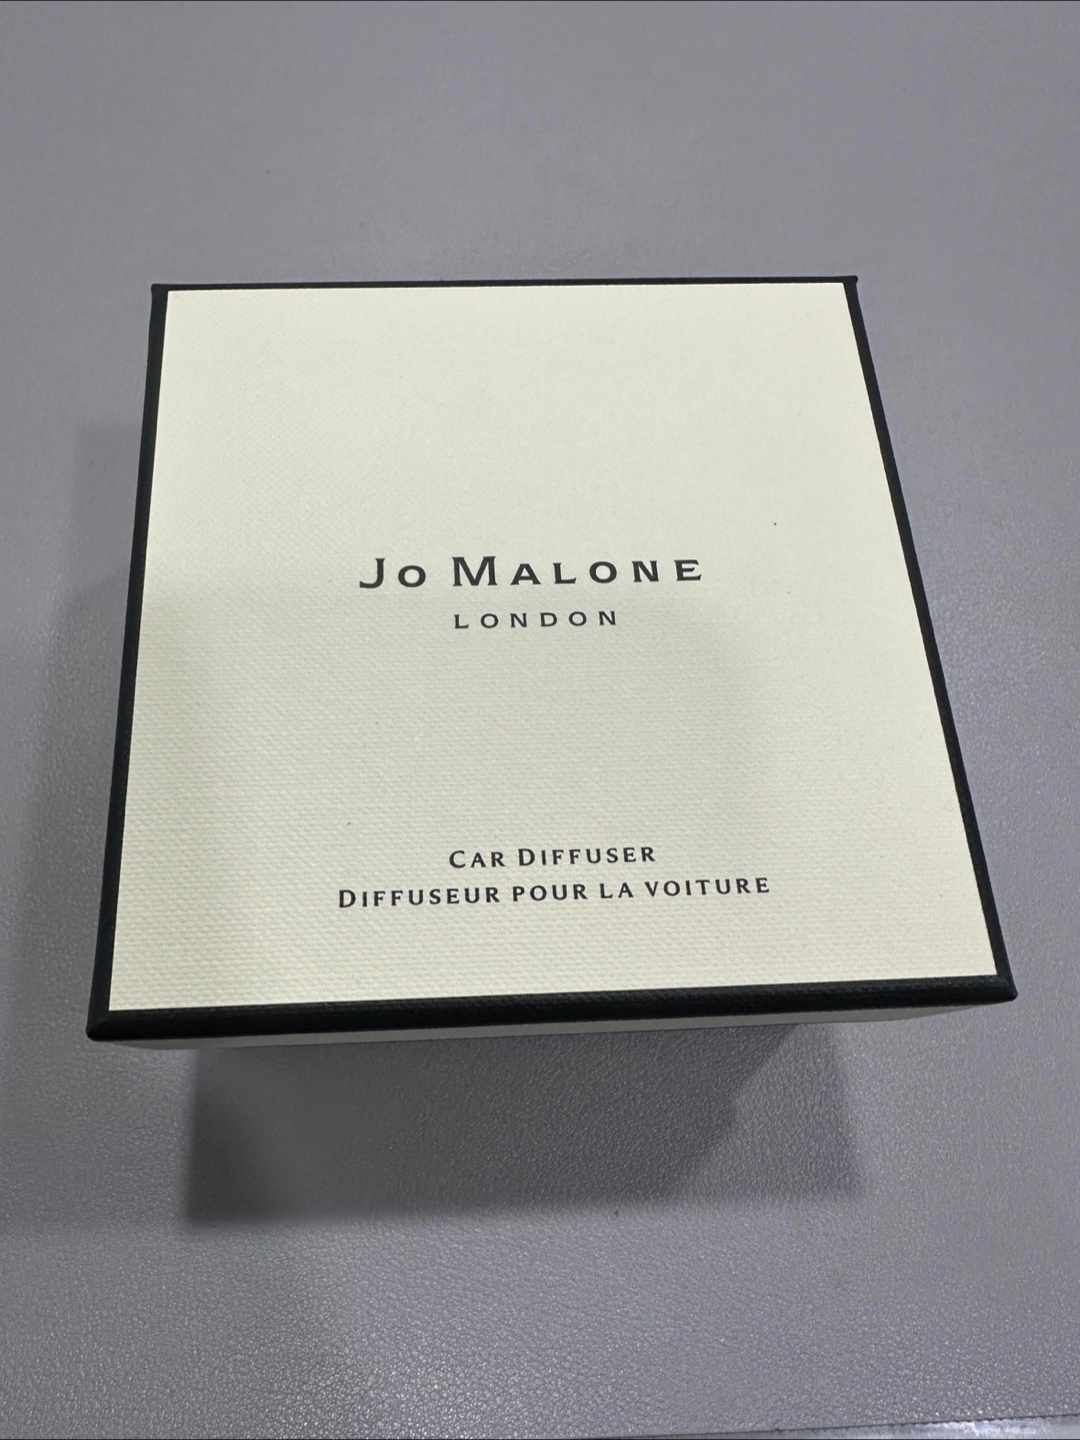 Jo Malone
LONDON
Car Diffuser
Diffuseur pour la voiture